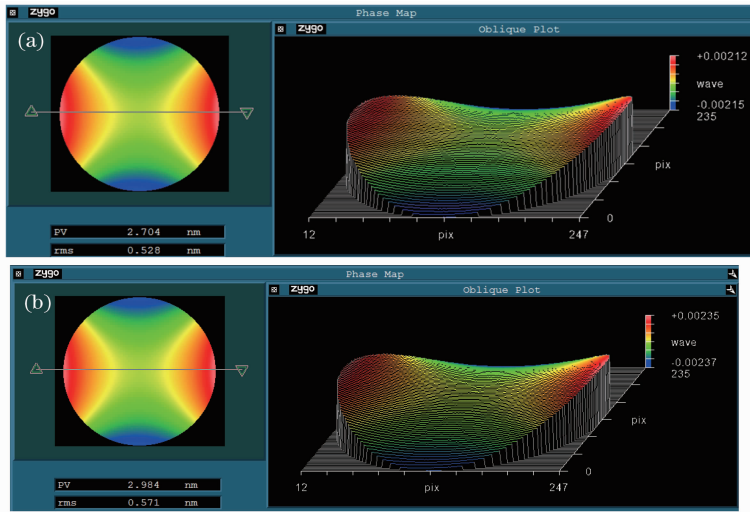 zygo Phase Map
(a)
zygo Oblique Plot
+0.00212
wave
-0.00215
235
pix
0
12 pix 247
PV 2.704 nm
rms 0.528 nm
zygo Phase Map
(b)
zygo Oblique Plot
+0.00235
wave
-0.00237
235
pix
0
12 pix 247
PV 2.984 nm
rms 0.571 nm